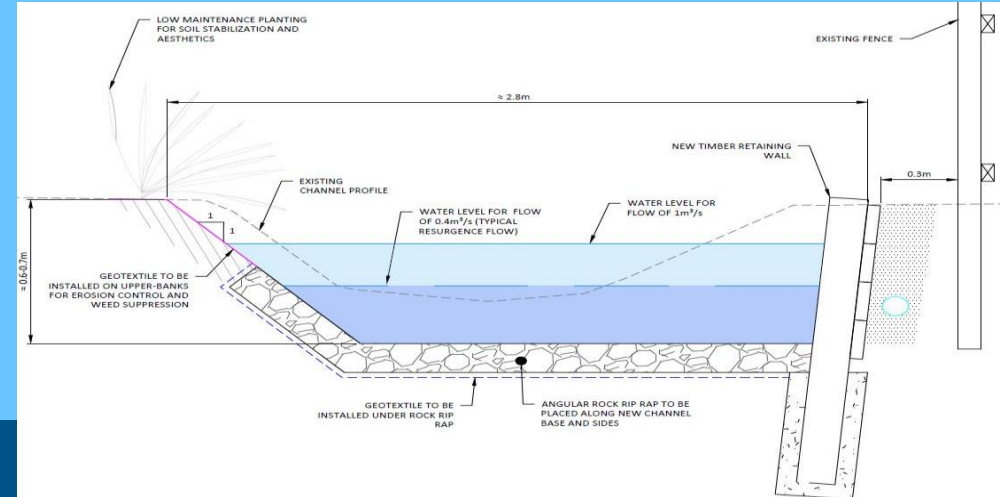 LOW MAINTENANCE PLANTING
FOR SOIL STABILIZATION AND
AESTHETICS
EXISTING FENCE
≈ 2.8m
NEW TIMBER RETAINING
WALL
0.3m
EXISTING
CHANNEL PROFILE
WATER LEVEL FOR FLOW
OF 0.4m³/s (TYPICAL
RESURGENCE FLOW)
WATER LEVEL FOR
FLOW OF 1m³/s
1
1
≈ 0.6-0.7m
GEOTEXTILE TO BE
INSTALLED ON UPPER-BANKS
FOR EROSION CONTROL AND
WEED SUPPRESSION
GEOTEXTILE TO BE
INSTALLED UNDER ROCK RIP
RAP
ANGULAR ROCK RIP RAP TO BE
PLACED ALONG NEW CHANNEL
BASE AND SIDES